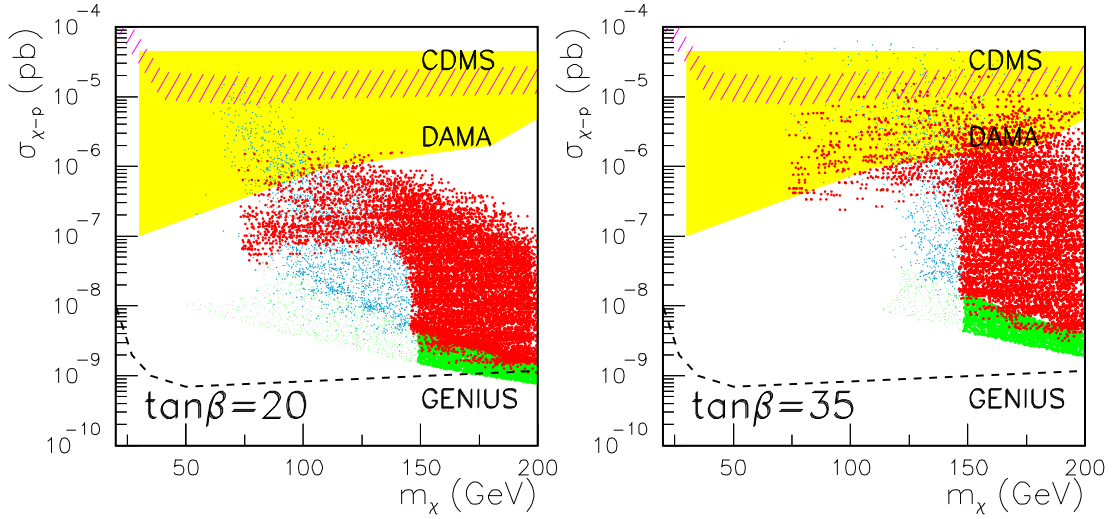 10⁻⁴
10⁻⁵
10⁻⁶
10⁻⁷
10⁻⁸
10⁻⁹
10⁻¹⁰
σχ₋p (pb)
CDMS
DAMA
GENIUS
tanβ=20
50
100
150
200
mχ (GeV)
10⁻⁴
10⁻⁵
10⁻⁶
10⁻⁷
10⁻⁸
10⁻⁹
10⁻¹⁰
σχ₋p (pb)
CDMS
DAMA
GENIUS
tanβ=35
50
100
150
200
mχ (GeV)